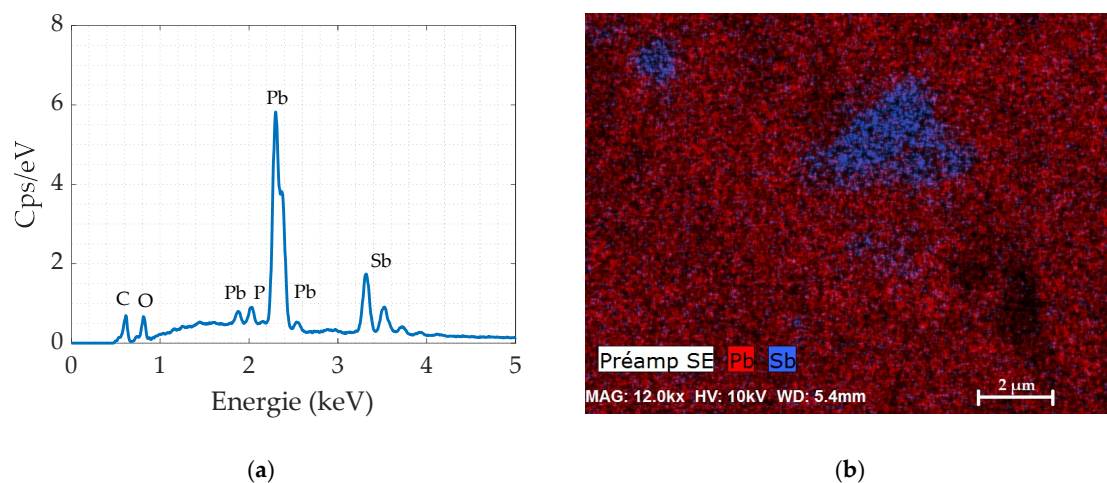 8
6
4
2
0
Cps/eV
Pb
Sb
Pb
P
Pb
C
O
0 1 2 3 4 5
Energie (keV)
(a)
Préamp SE Pb Sb
MAG: 12.0kx HV: 10kV WD: 5.4mm
2 μm
(b)